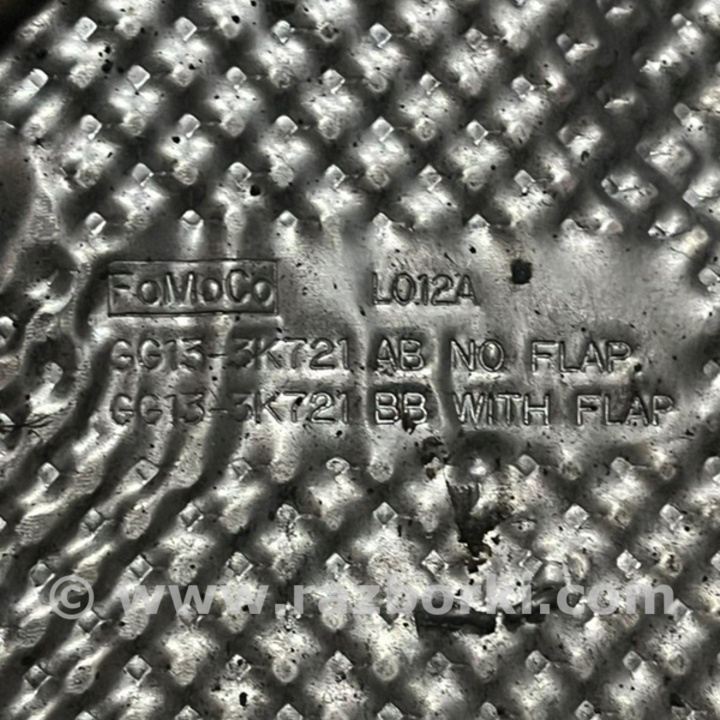 FoMoCo L012A
GG13-3K721 AB NO FLAP
GG13-3K721 BB WITH FLAP
© www.razborki.com